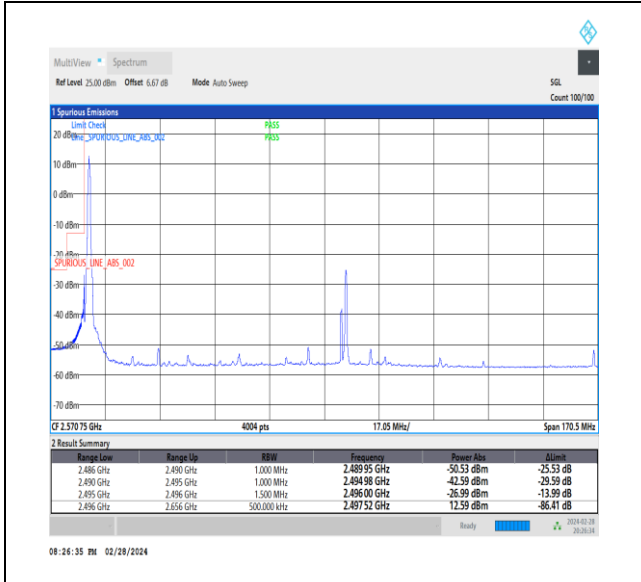 MultiView Spectrum
Ref Level 25.00 dBm Offset 6.67 dB Mode Auto Sweep SGL
Count 100/100
1 Spurious Emissions
Limit Check PASS
20 dBm Line _SPURIOUS_LINE_ABS_002 PASS
10 dBm
0 dBm
-10 dBm
-20 dBm
_SPURIOUS_LINE_ABS_002
-30 dBm
-40 dBm
-50 dBm
-60 dBm
-70 dBm
CF 2.570 75 GHz 4004 pts 17.05 MHz/ Span 170.5 MHz
2 Result Summary
Range Low Range Up RBW Frequency Power Abs ΔLimit
2.486 GHz 2.490 GHz 1.000 MHz 2.489 95 GHz -50.53 dBm -25.53 dB
2.490 GHz 2.495 GHz 1.000 MHz 2.494 98 GHz -42.59 dBm -29.59 dB
2.495 GHz 2.496 GHz 1.500 MHz 2.496 00 GHz -26.99 dBm -13.99 dB
2.496 GHz 2.656 GHz 500.000 kHz 2.497 52 GHz 12.59 dBm -86.41 dB
Ready 2024-02-28
20:26:34
08:26:35 PM 02/28/2024